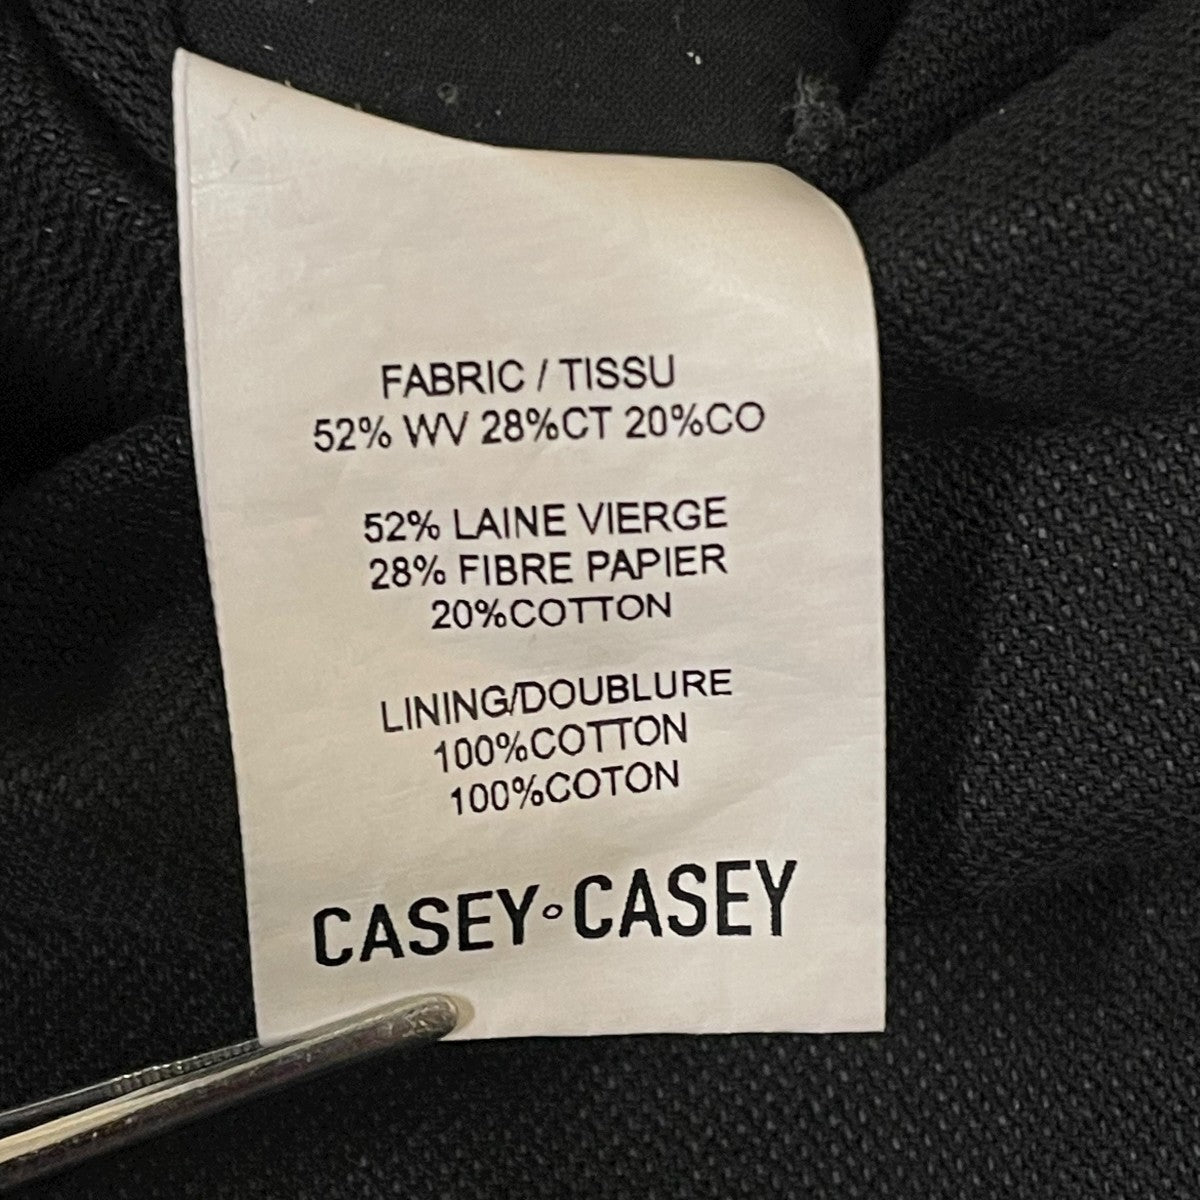 FABRIC / TISSU
52% WV 28%CT 20%CO
52% LAINE VIERGE
28% FIBRE PAPIER
20%COTTON
LINING/DOUBLURE
100%COTTON
100%COTON
CASEY◦CASEY